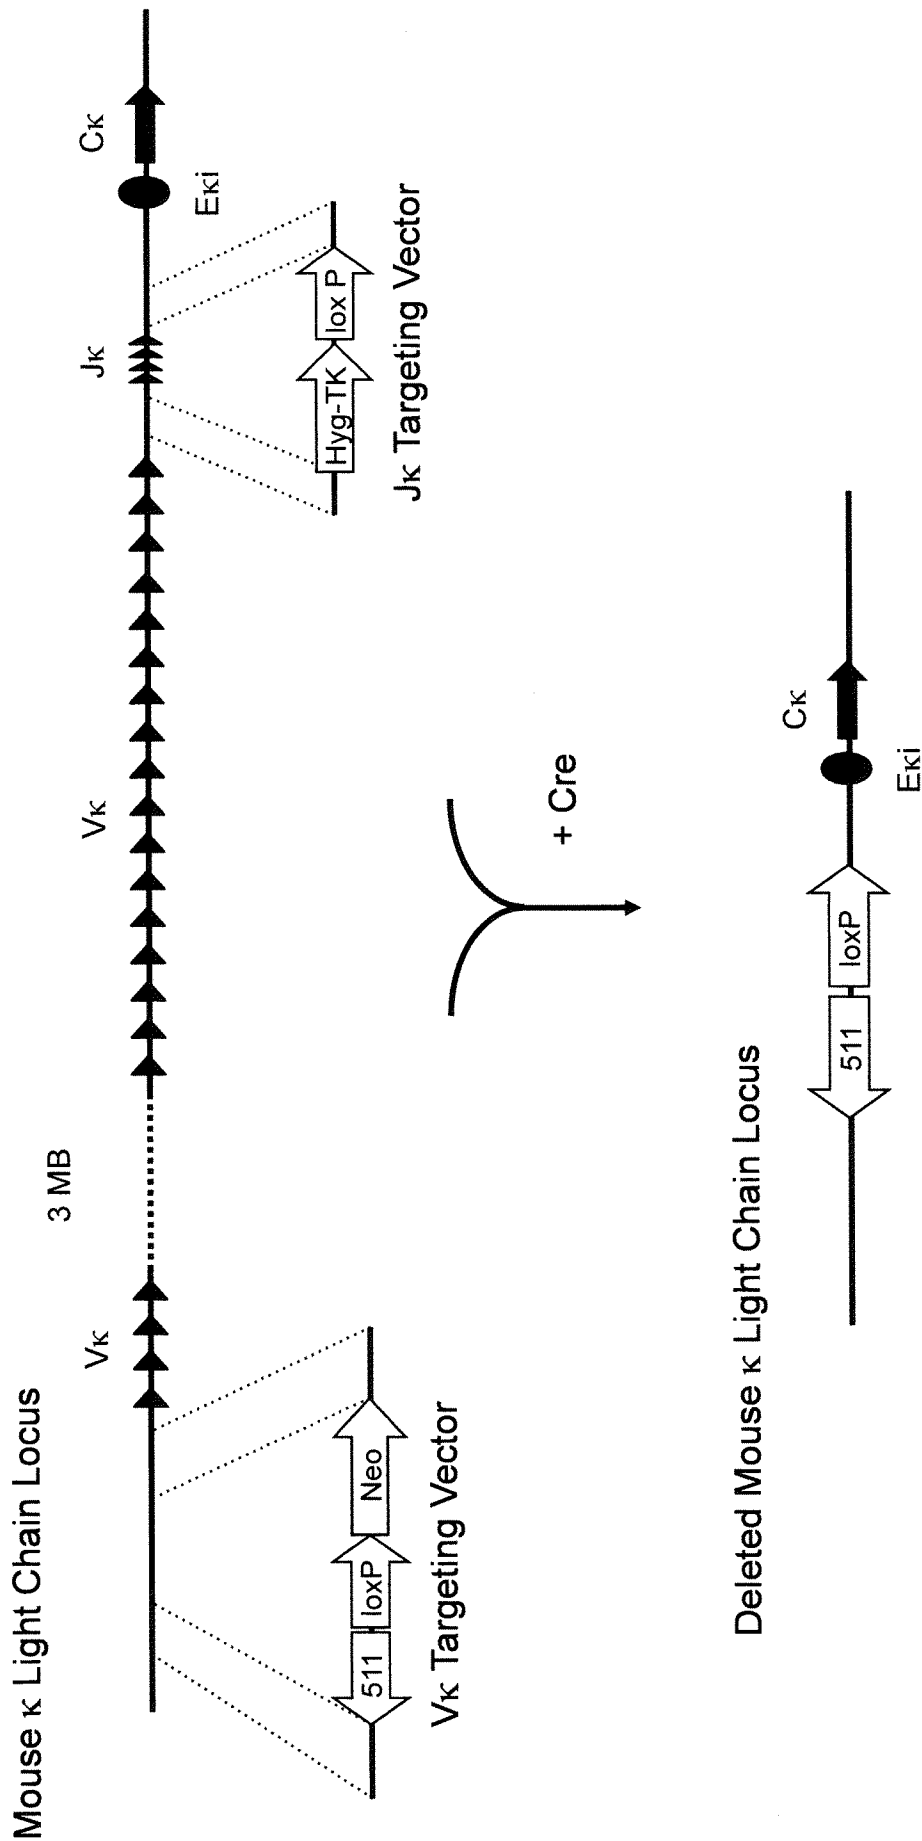 Mouse κ Light Chain Locus
3 MB
Vκ
Vκ
Jκ
Cκ
Eκi
511
loxP
Neo
Vκ Targeting Vector
Hyg-TK
lox P
Jκ Targeting Vector
+ Cre
Deleted Mouse κ Light Chain Locus
511
loxP
Cκ
Eκi